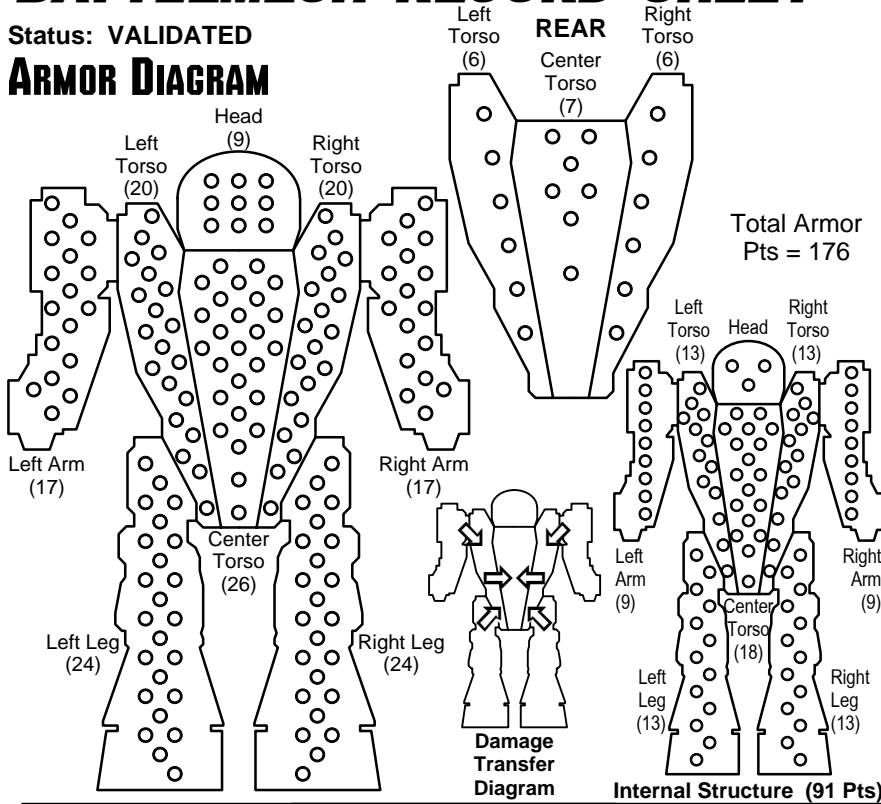 BATTLEMECH RECORD SHEET
Status: VALIDATED
ARMOR DIAGRAM
REAR
Left
Torso
(6)
Center
Torso
(7)
Right
Torso
(6)
Head
(9)
Left
Torso
(20)
Right
Torso
(20)
Left Arm
(17)
Right Arm
(17)
Center
Torso
(26)
Left Leg
(24)
Right Leg
(24)
Total Armor
Pts = 176
Left
Torso
(13)
Head
Right
Torso
(13)
Left
Arm
(9)
Right
Arm
(9)
Center
Torso
(18)
Left
Leg
(13)
Right
Leg
(13)
Damage
Transfer
Diagram
Internal Structure (91 Pts)